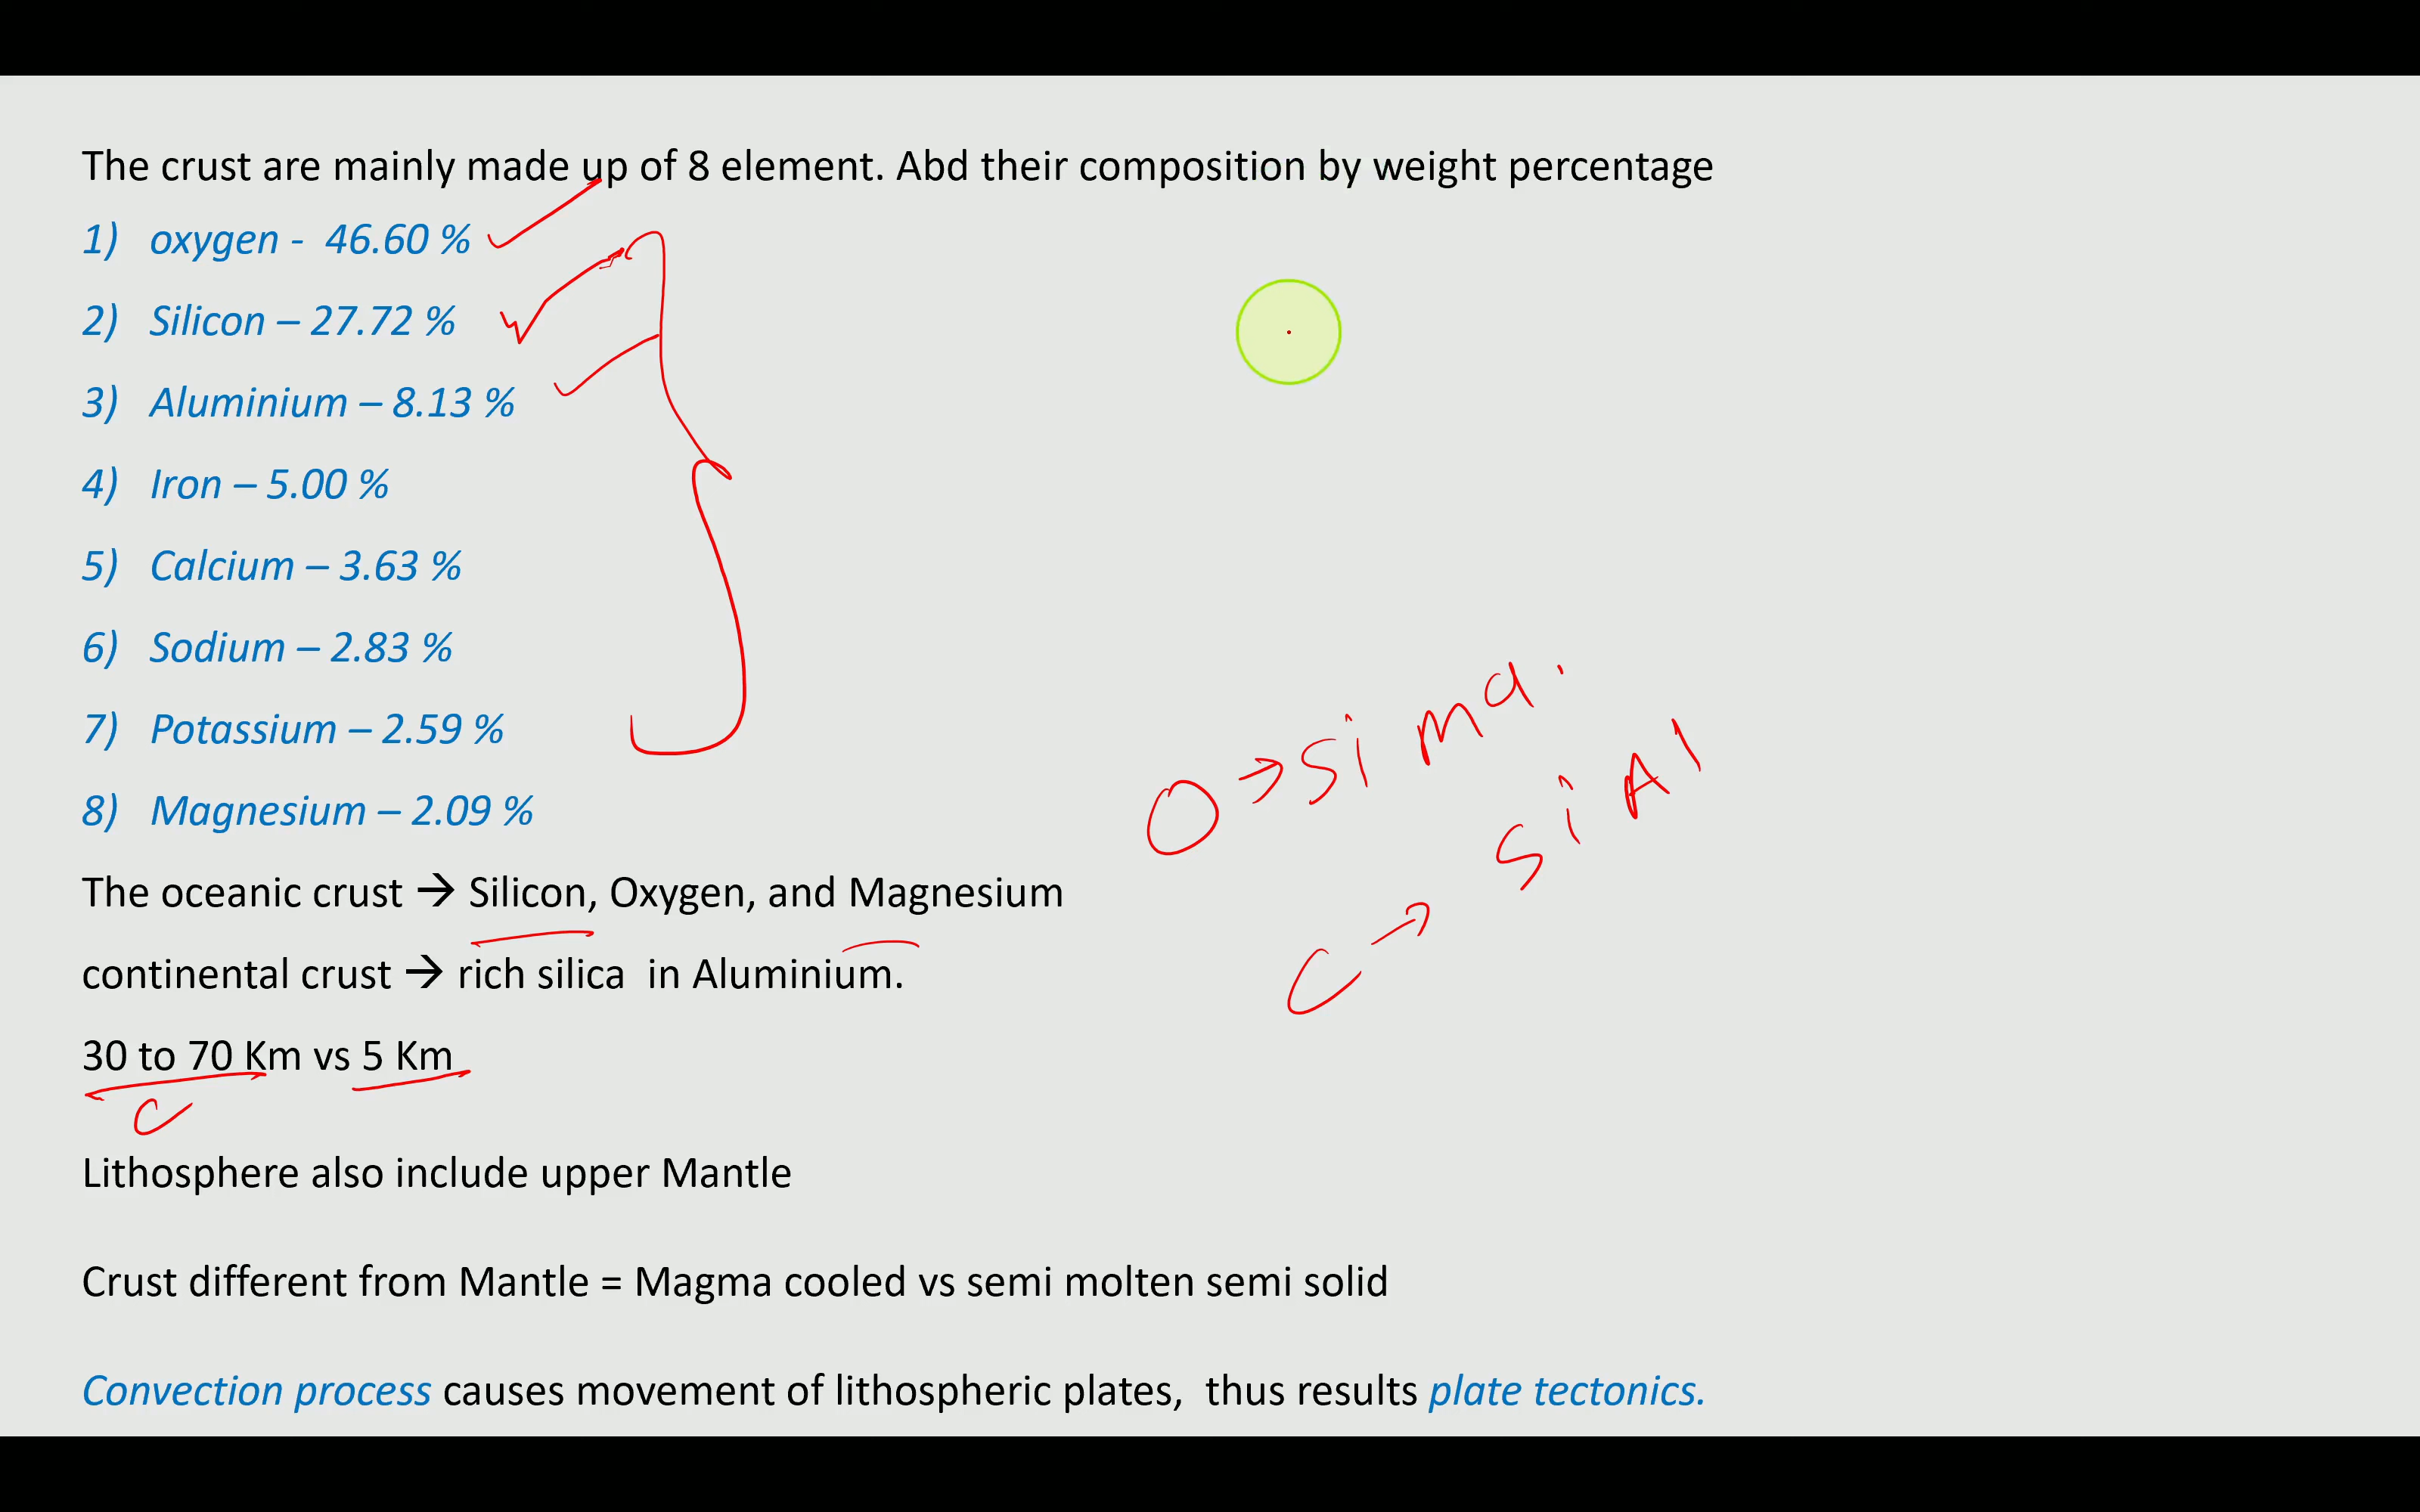 The crust are mainly made up of 8 element. Abd their composition by weight percentage
1) oxygen - 46.60 %
2) Silicon – 27.72 %
3) Aluminium – 8.13 %
4) Iron – 5.00 %
5) Calcium – 3.63 %
6) Sodium – 2.83 %
7) Potassium – 2.59 %
8) Magnesium – 2.09 %
O → Si ma.
C → Si Al
The oceanic crust → Silicon, Oxygen, and Magnesium
continental crust → rich silica in Aluminium.
30 to 70 Km vs 5 Km
C
Lithosphere also include upper Mantle
Crust different from Mantle = Magma cooled vs semi molten semi solid
Convection process causes movement of lithospheric plates, thus results plate tectonics.